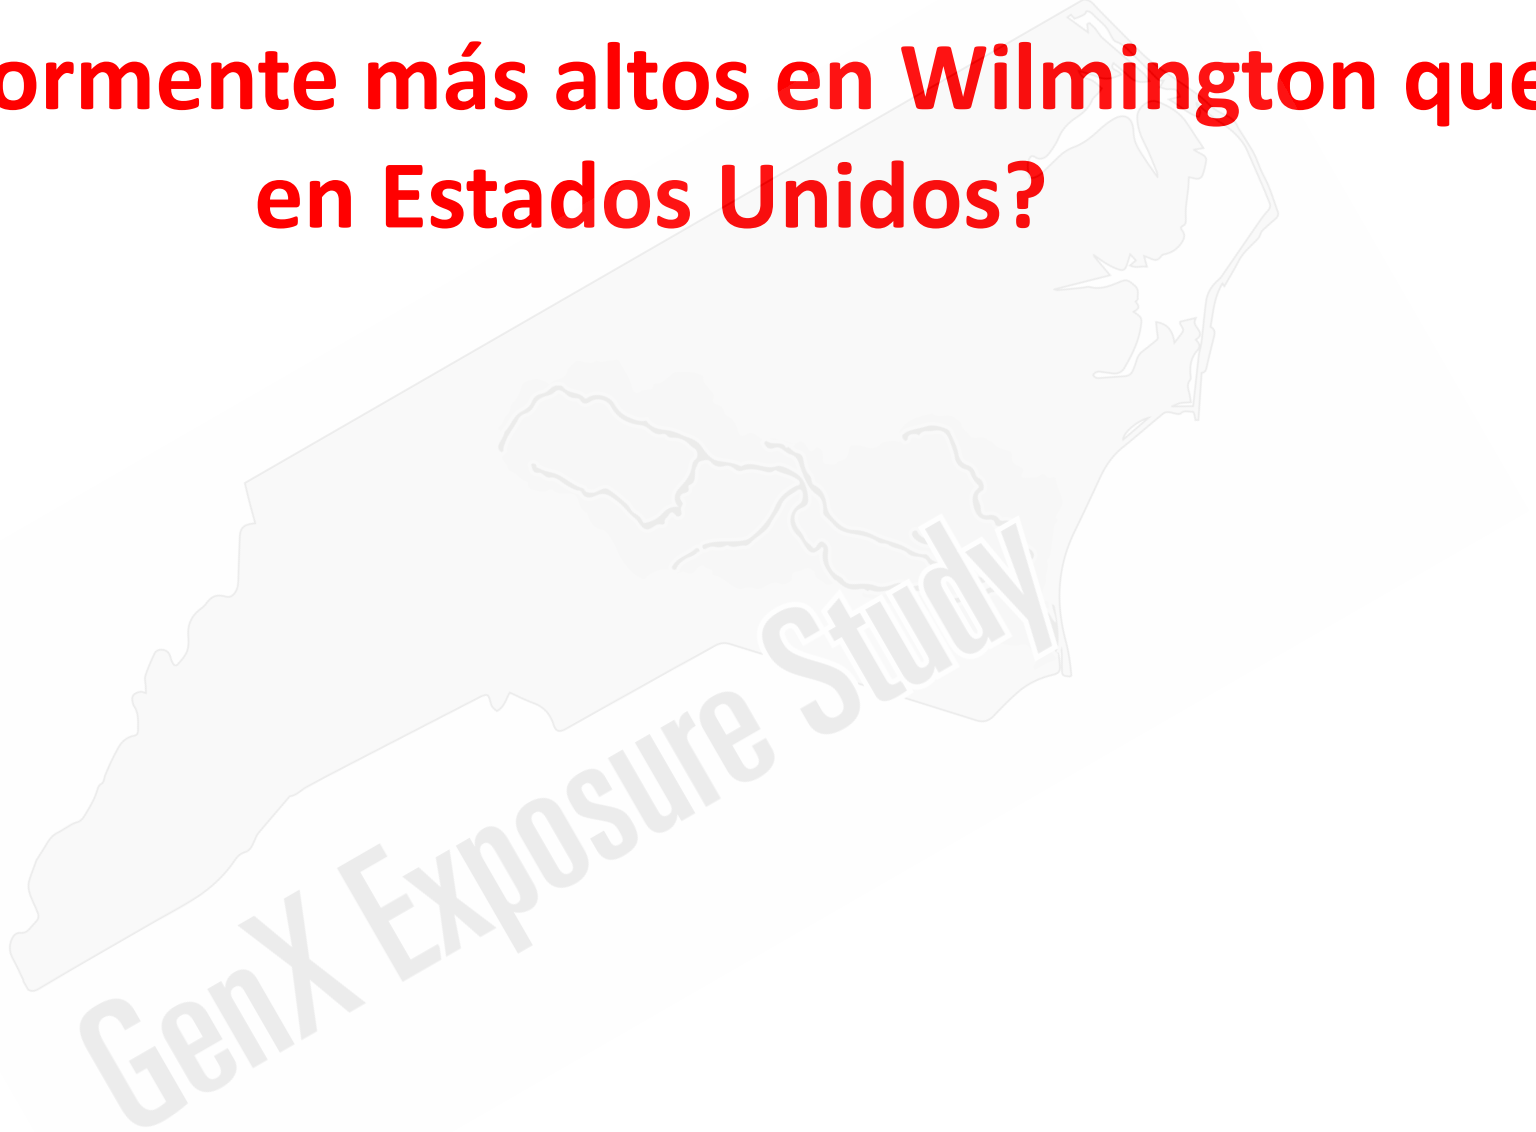 ormente más altos en Wilmington que
en Estados Unidos?
GenX Exposure Study